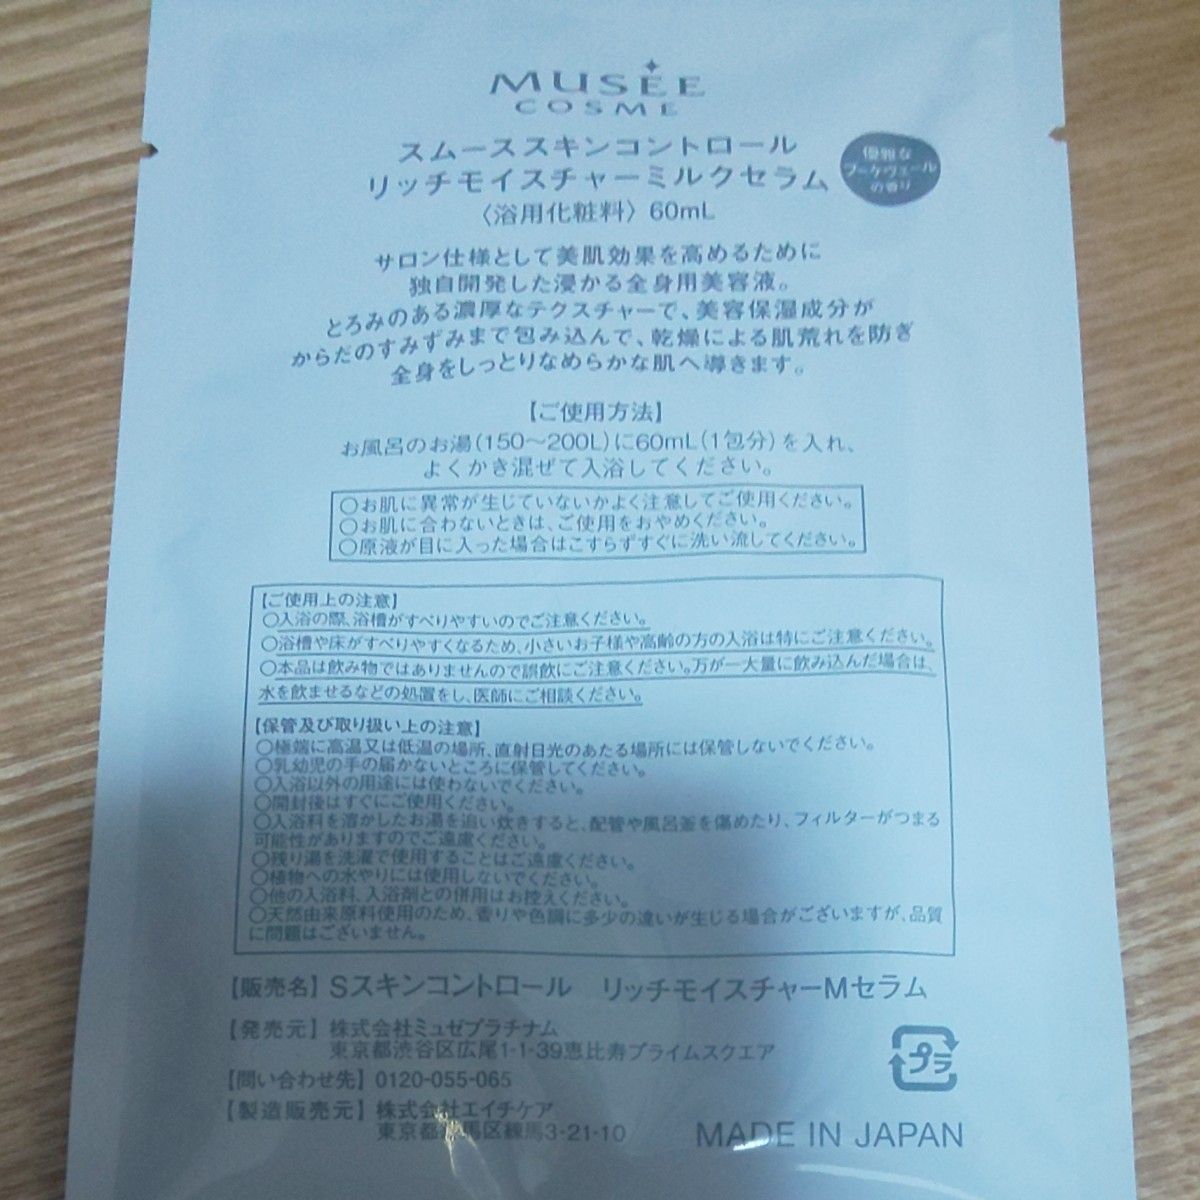 MUSÉE
COSME
スムーススキンコントロール
リッチモイスチャーミルクセラム
優雅な
ブーケヴェール
の香り
〈浴用化粧料〉60mL
サロン仕様として美肌効果を高めるために
独自開発した浸かる全身用美容液。
とろみのある濃厚なテクスチャーで、美容保湿成分が
からだのすみずみまで包み込んで、乾燥による肌荒れを防ぎ
全身をしっとりなめらかな肌へ導きます。
【ご使用方法】
お風呂のお湯(150〜200L)に60mL(1包分)を入れ、
よくかき混ぜて入浴してください。
○お肌に異常が生じていないかよく注意してご使用ください。
○お肌に合わないときは、ご使用をおやめください。
○原液が目に入った場合はこすらずすぐに洗い流してください。
【ご使用上の注意】
○入浴の際、浴槽がすべりやすいのでご注意ください。
○浴槽や床がすべりやすくなるため、小さいお子様や高齢の方の入浴は特にご注意ください。
○本品は飲み物ではありませんので誤飲にご注意ください。万が一大量に飲み込んだ場合は、
水を飲ませるなどの処置をし、医師にご相談ください。
【保管及び取り扱い上の注意】
○極端に高温又は低温の場所、直射日光のあたる場所には保管しないでください。
○乳幼児の手の届かないところに保管してください。
○入浴以外の用途には使わないでください。
○開封後はすぐにご使用ください。
○入浴料を溶かしたお湯を追い炊きすると、配管や風呂釜を傷めたり、フィルターがつまる
可能性がありますのでご遠慮ください。
○残り湯を洗濯で使用することはご遠慮ください。
○植物への水やりには使用しないでください。
○他の入浴料、入浴剤との併用はお控えください。
○天然由来原料使用のため、香りや色調に多少の違いが生じる場合がございますが、品質
に問題はございません。
【販売名】Sスキンコントロール リッチモイスチャーMセラム
【発売元】株式会社ミュゼプラチナム
東京都渋谷区広尾1-1-39恵比寿プライムスクエア
【問い合わせ先】0120-055-065
【製造販売元】株式会社エイチケア
東京都練馬区練馬3-21-10
プラ
MADE IN JAPAN